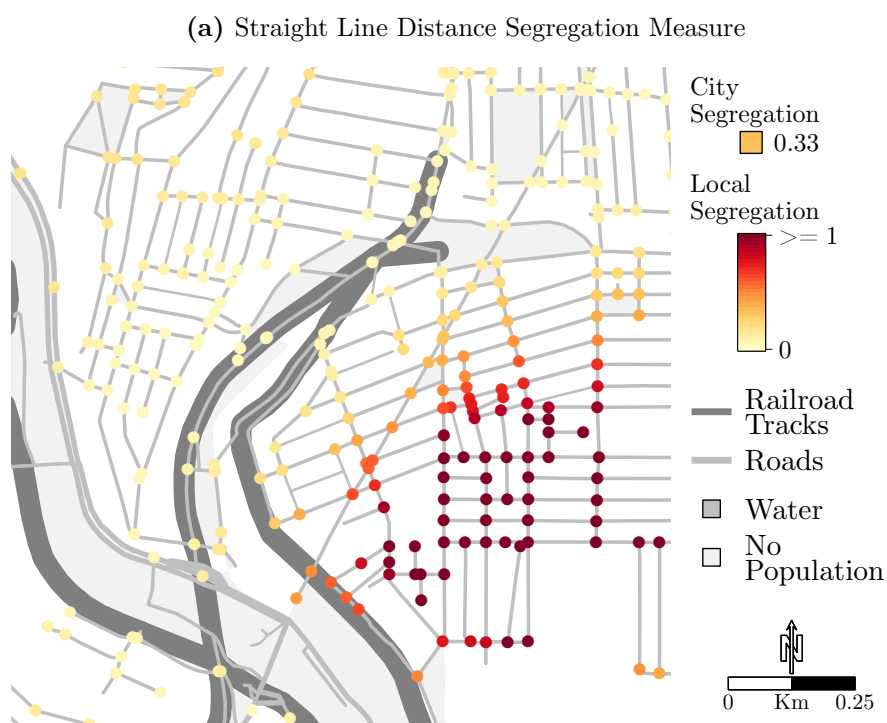 (a) Straight Line Distance Segregation Measure
City
Segregation
0.33
Local
Segregation
>= 1
0
Railroad
Tracks
Roads
Water
No
Population
N
0 Km 0.25